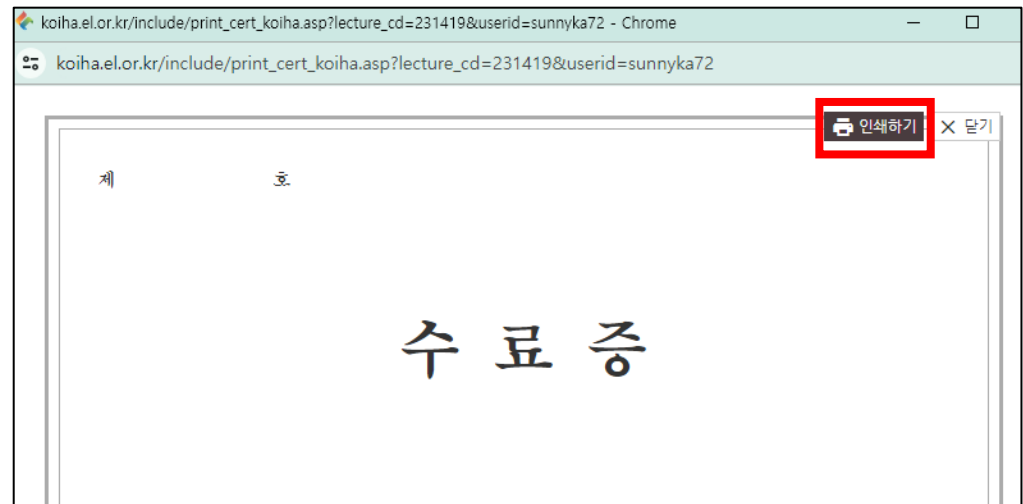 koiha.el.or.kr/include/print_cert_koiha.asp?lecture_cd=231419&userid=sunnyka72 - Chrome
koiha.el.or.kr/include/print_cert_koiha.asp?lecture_cd=231419&userid=sunnyka72
인쇄하기 닫기
제 호
수 료 증